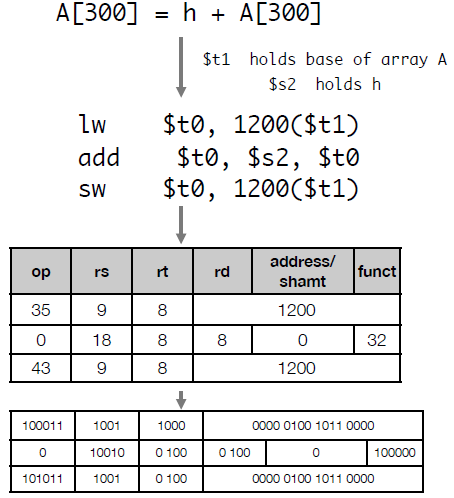 A[300] = h + A[300]
$t1 holds base of array A
$s2 holds h
lw $t0, 1200($t1)
add $t0, $s2, $t0
sw $t0, 1200($t1)
op rs rt rd address/ shamt funct
35 9 8 1200
0 18 8 8 0 32
43 9 8 1200
100011 1001 1000 0000 0100 1011 0000
0 10010 0 100 0 100 0 100000
101011 1001 0 100 0000 0100 1011 0000